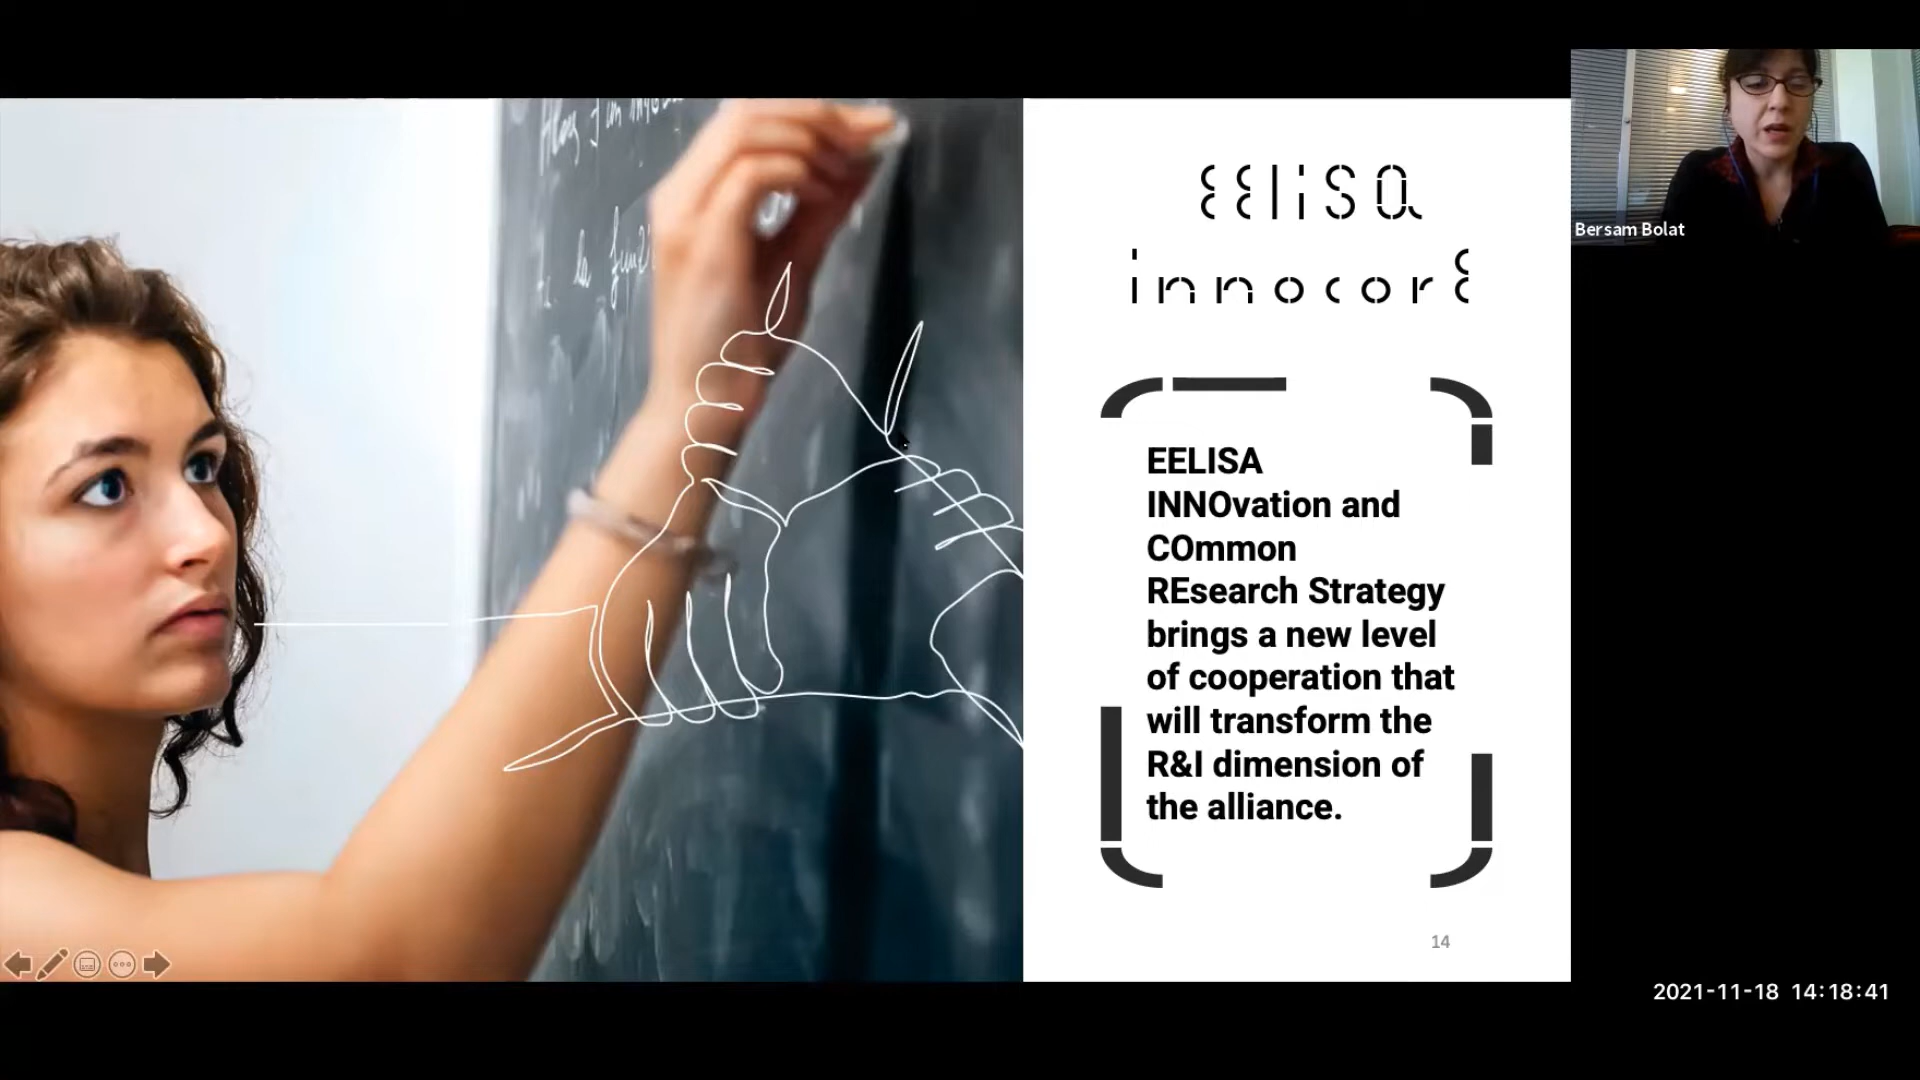 EELISA
innocorE
EELISA
INNOvation and
COmmon
REsearch Strategy
brings a new level
of cooperation that
will transform the
R&I dimension of
the alliance.
14
Bersam Bolat
2021-11-18 14:18:41